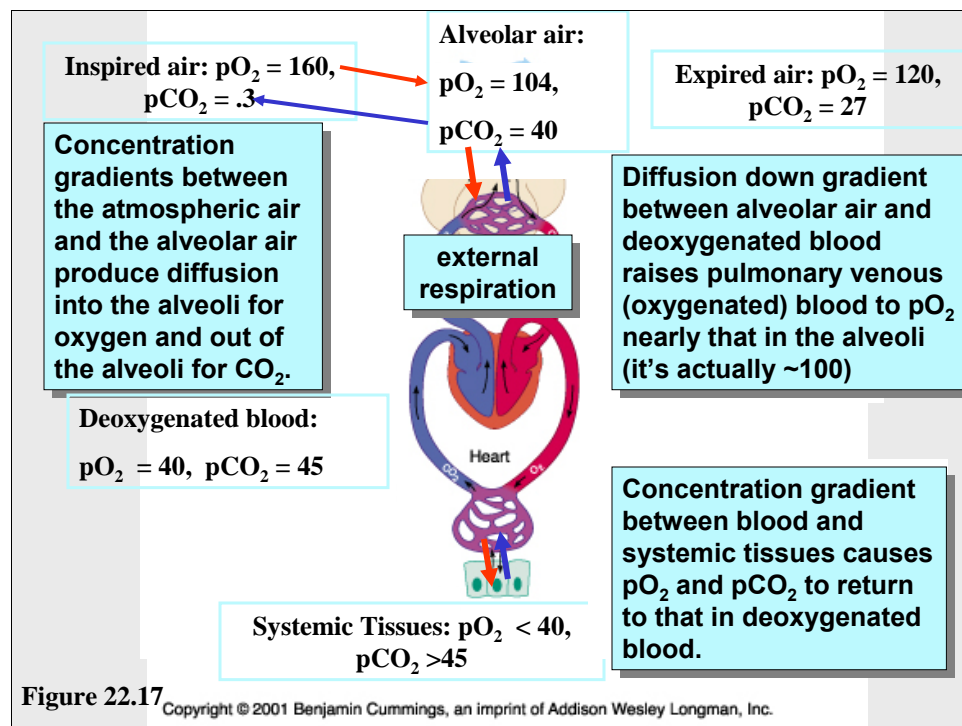 Inspired air: pO₂ = 160,
pCO₂ = .3
Alveolar air:
pO₂ = 104,
pCO₂ = 40
Expired air: pO₂ = 120,
pCO₂ = 27
Concentration
gradients between
the atmospheric air
and the alveolar air
produce diffusion
into the alveoli for
oxygen and out of
the alveoli for CO₂.
external
respiration
Diffusion down gradient
between alveolar air and
deoxygenated blood
raises pulmonary venous
(oxygenated) blood to pO₂
nearly that in the alveoli
(it's actually ~100)
Deoxygenated blood:
pO₂ = 40, pCO₂ = 45
Heart
CO₂
O₂
Concentration gradient
between blood and
systemic tissues causes
pO₂ and pCO₂ to return
to that in deoxygenated
blood.
Systemic Tissues: pO₂ < 40,
pCO₂ >45
Figure 22.17
Copyright © 2001 Benjamin Cummings, an imprint of Addison Wesley Longman, Inc.